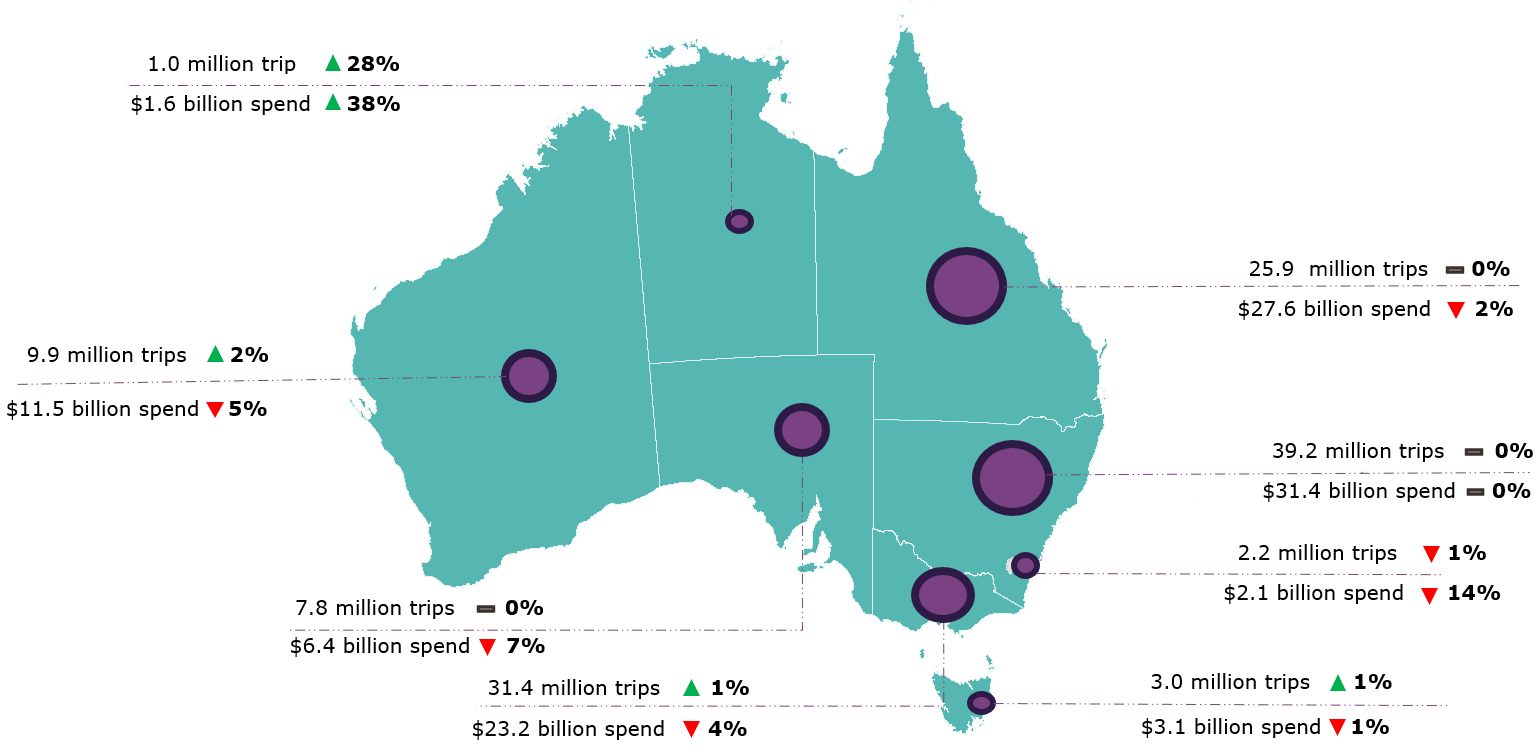 1.0 million trip ▲ 28%
$1.6 billion spend ▲ 38%
25.9 million trips 0%
$27.6 billion spend ▼ 2%
9.9 million trips ▲ 2%
$11.5 billion spend ▼ 5%
39.2 million trips 0%
$31.4 billion spend 0%
2.2 million trips ▼ 1%
$2.1 billion spend ▼ 14%
7.8 million trips 0%
$6.4 billion spend ▼ 7%
31.4 million trips ▲ 1%
$23.2 billion spend ▼ 4%
3.0 million trips ▲ 1%
$3.1 billion spend ▼ 1%